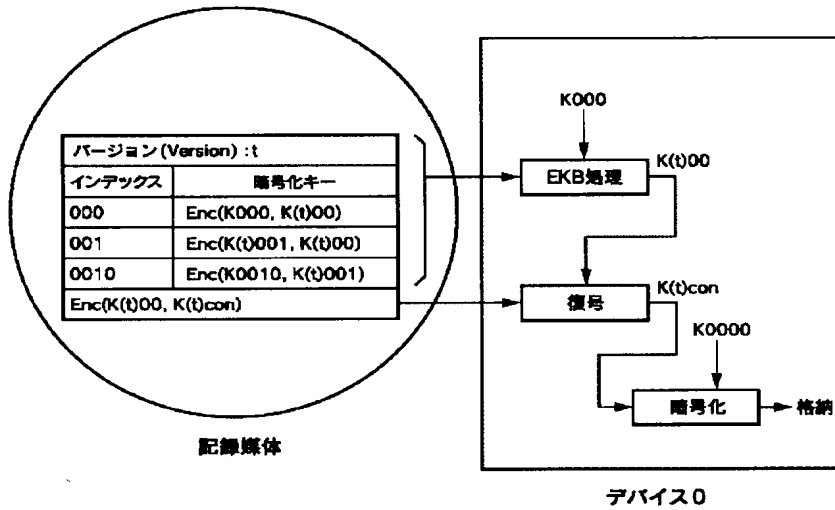 バージョン(Version):t
インデックス 暗号化キー
000 Enc(K000, K(t)00)
001 Enc(K(t)001, K(t)00)
0010 Enc(K0010, K(t)001)
Enc(K(t)00, K(t)con)
記録媒体
K000
EKB処理
K(t)00
復号
K(t)con
K0000
暗号化
格納
デバイス0